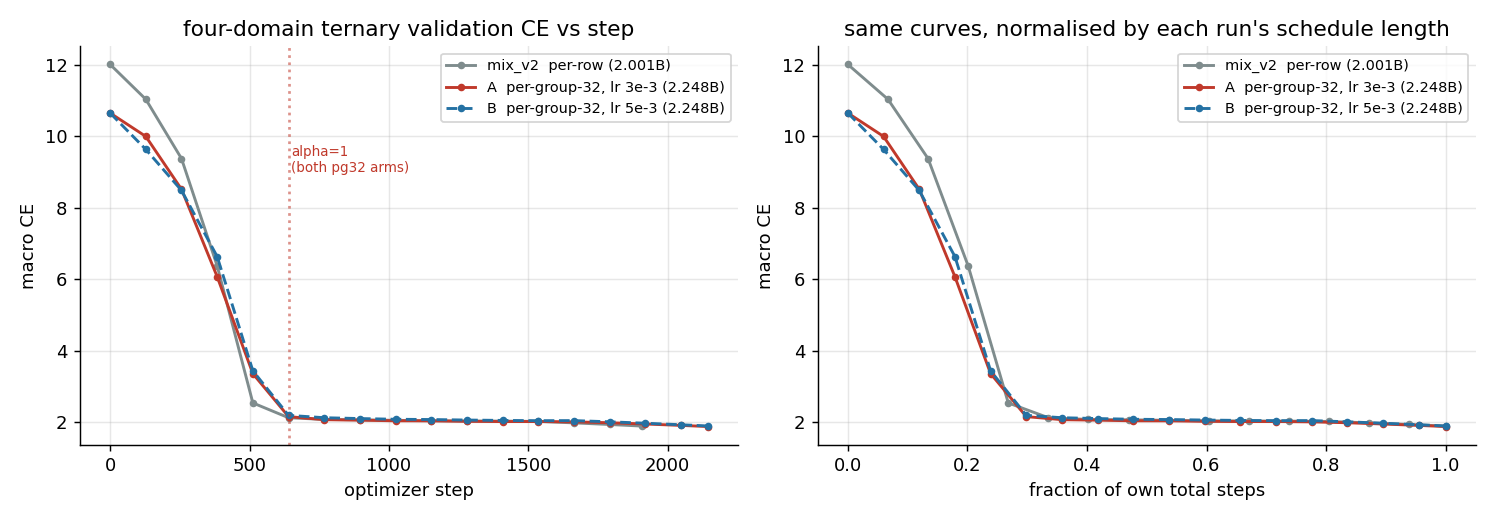 four-domain ternary validation CE vs step
12
10
8
6
4
2
macro CE
0
500
1000
1500
2000
optimizer step
mix_v2 per-row (2.001B)
A per-group-32, lr 3e-3 (2.248B)
B per-group-32, lr 5e-3 (2.248B)
alpha=1
(both pg32 arms)
same curves, normalised by each run's schedule length
12
10
8
6
4
2
macro CE
0.0
0.2
0.4
0.6
0.8
1.0
fraction of own total steps
mix_v2 per-row (2.001B)
A per-group-32, lr 3e-3 (2.248B)
B per-group-32, lr 5e-3 (2.248B)